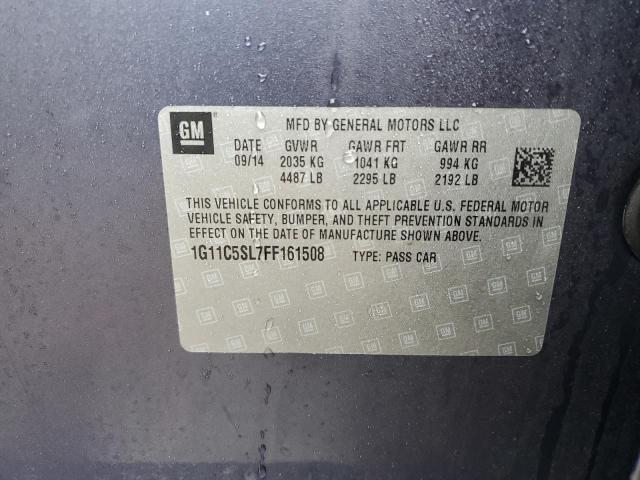 GM
MFD BY GENERAL MOTORS LLC
DATE GVWR GAWR FRT GAWR RR
09/14 2035 KG 1041 KG 994 KG
4487 LB 2295 LB 2192 LB
THIS VEHICLE CONFORMS TO ALL APPLICABLE U.S. FEDERAL MOTOR
VEHICLE SAFETY, BUMPER, AND THEFT PREVENTION STANDARDS IN
EFFECT ON THE DATE OF MANUFACTURE SHOWN ABOVE.
1G11C5SL7FF161508 TYPE: PASS CAR